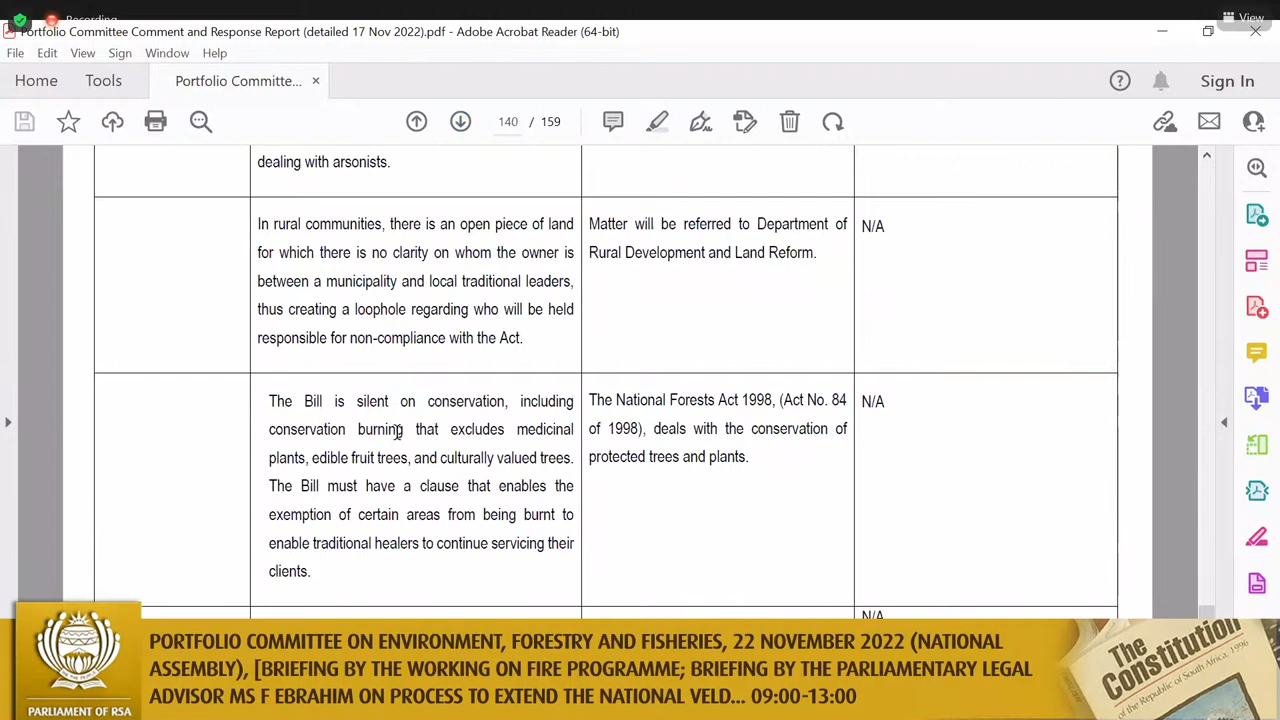 Recording
View
Portfolio Committee Comment and Response Report (detailed 17 Nov 2022).pdf - Adobe Acrobat Reader (64-bit)
File Edit View Sign Window Help
Home Tools Portfolio Committe... × Sign In
140 / 159
dealing with arsonists.
In rural communities, there is an open piece of land
for which there is no clarity on whom the owner is
between a municipality and local traditional leaders,
thus creating a loophole regarding who will be held
responsible for non-compliance with the Act.
Matter will be referred to Department of
Rural Development and Land Reform.
N/A
The Bill is silent on conservation, including
conservation burning that excludes medicinal
plants, edible fruit trees, and culturally valued trees.
The Bill must have a clause that enables the
exemption of certain areas from being burnt to
enable traditional healers to continue servicing their
clients.
The National Forests Act 1998, (Act No. 84
of 1998), deals with the conservation of
protected trees and plants.
N/A
N/A
PORTFOLIO COMMITTEE ON ENVIRONMENT, FORESTRY AND FISHERIES, 22 NOVEMBER 2022 (NATIONAL
ASSEMBLY), [BRIEFING BY THE WORKING ON FIRE PROGRAMME; BRIEFING BY THE PARLIAMENTARY LEGAL
ADVISOR MS F EBRAHIM ON PROCESS TO EXTEND THE NATIONAL VELD... 09:00-13:00
PARLIAMENT OF RSA
The
Constitution
of the Republic of South Africa, 1996